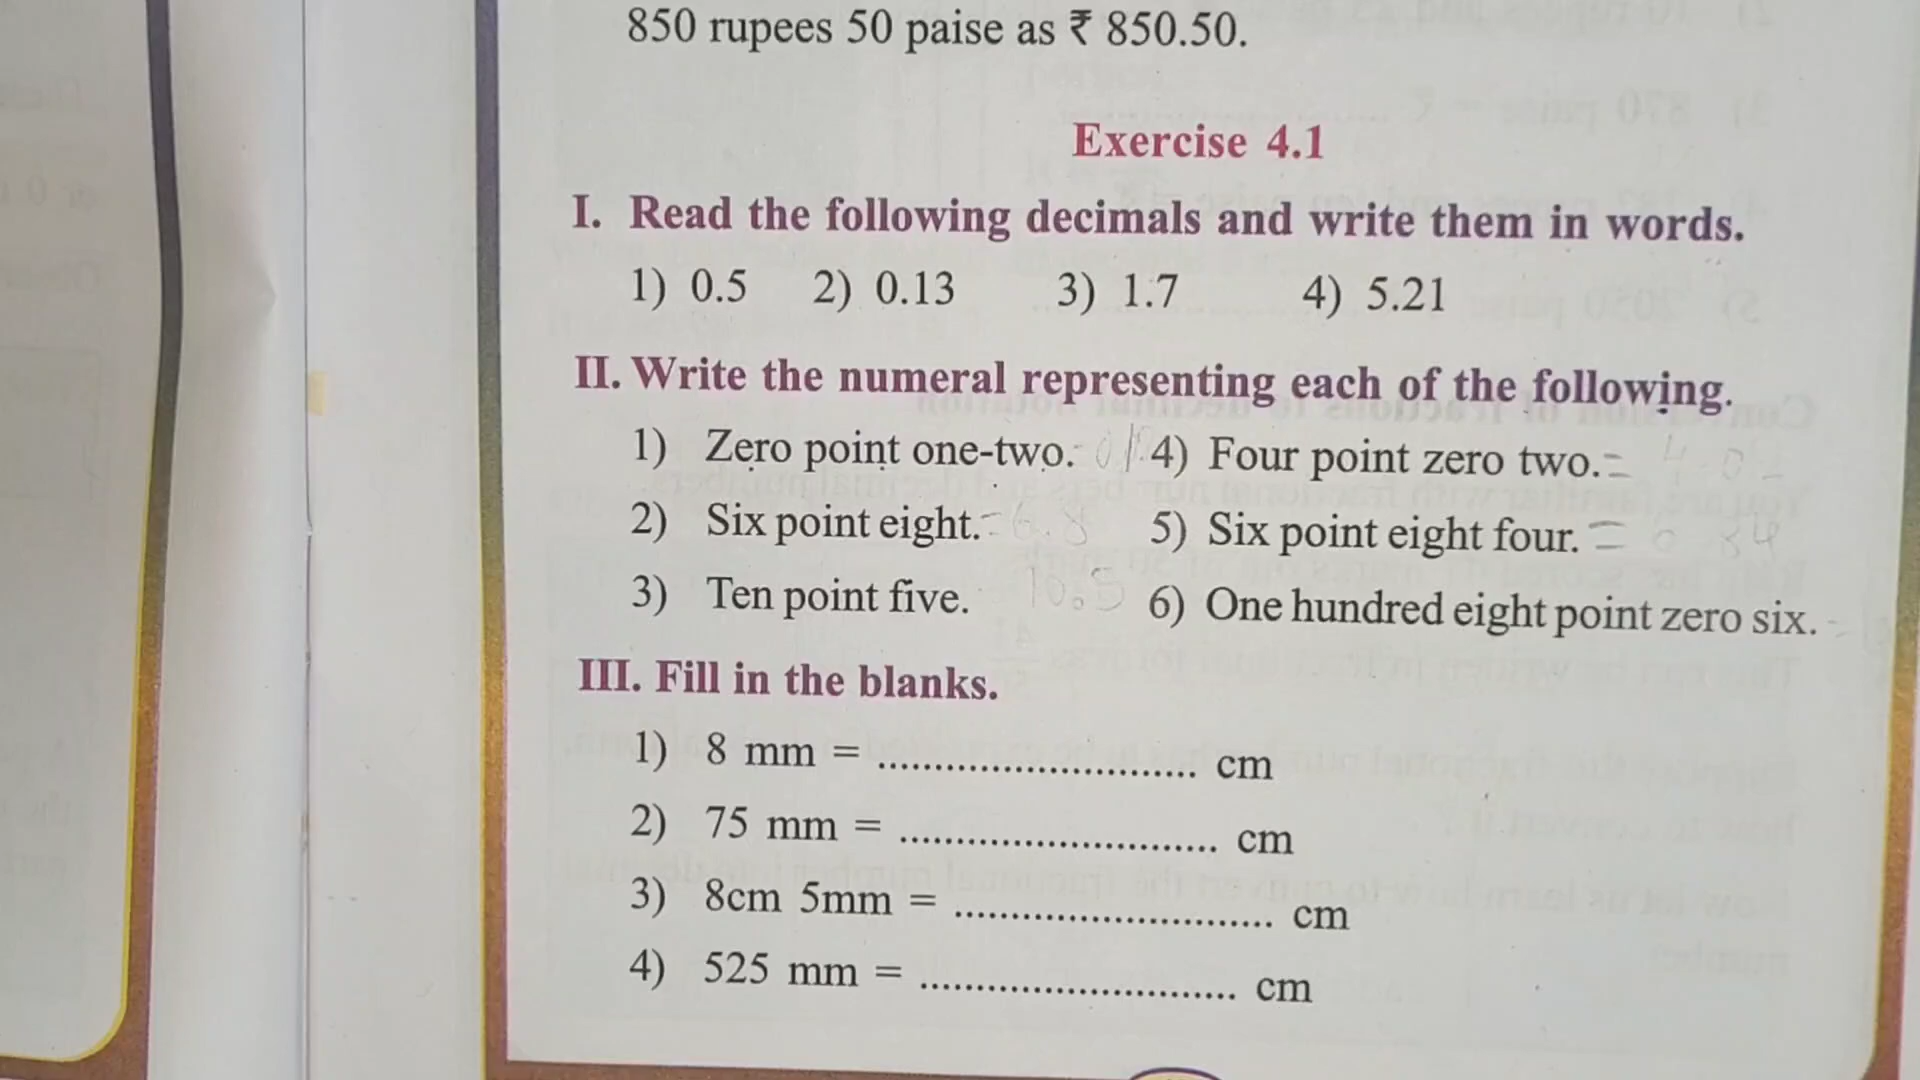 850 rupees 50 paise as ₹ 850.50.
Exercise 4.1
I. Read the following decimals and write them in words.
1) 0.5 2) 0.13 3) 1.7 4) 5.21
II. Write the numeral representing each of the following.
1) Zero point one-two. 4) Four point zero two. =
2) Six point eight. = 6.8 5) Six point eight four. =
3) Ten point five. 10.5 6) One hundred eight point zero six.
III. Fill in the blanks.
1) 8 mm = ............................ cm
2) 75 mm = ............................ cm
3) 8cm 5mm = ............................ cm
4) 525 mm = ............................ cm